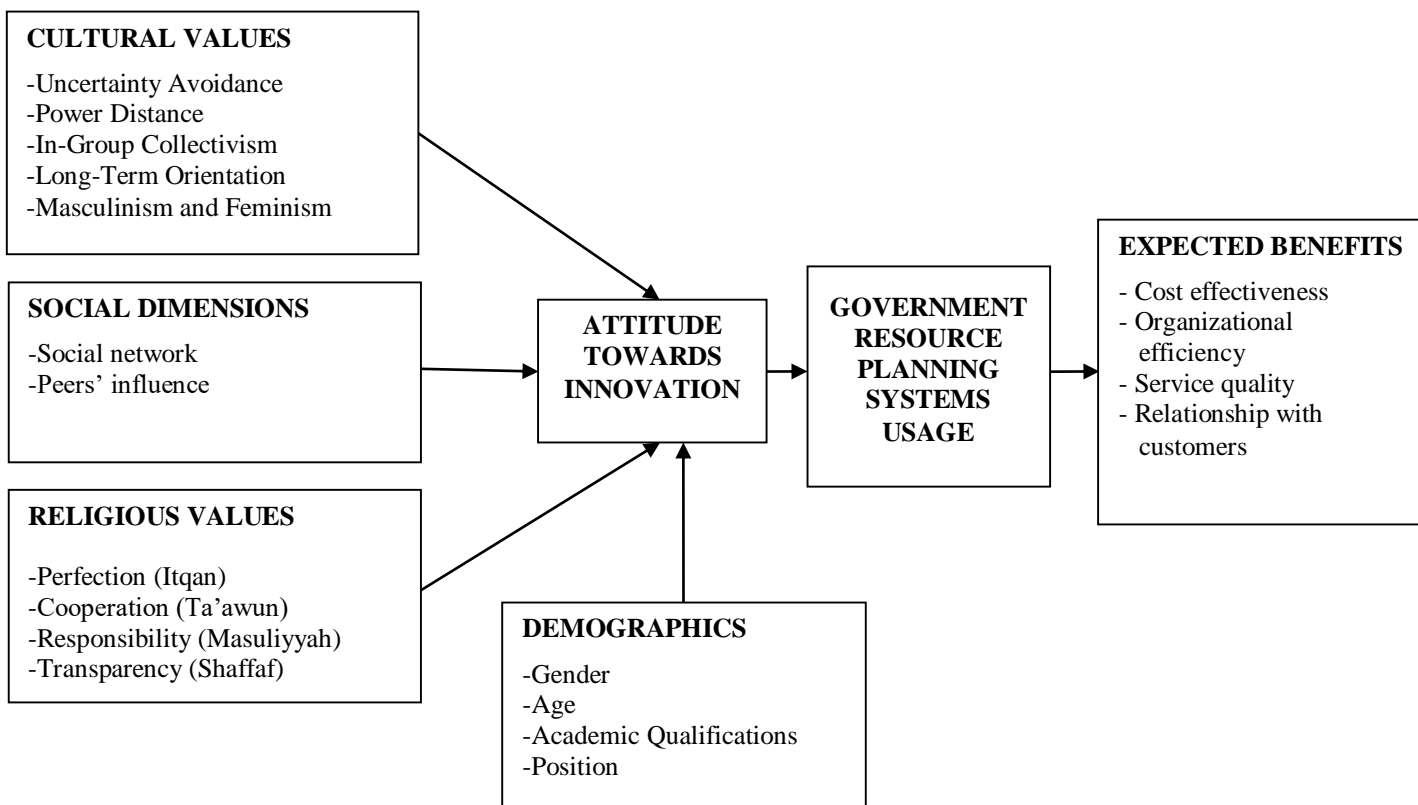 CULTURAL VALUES
-Uncertainty Avoidance
-Power Distance
-In-Group Collectivism
-Long-Term Orientation
-Masculinism and Feminism
SOCIAL DIMENSIONS
-Social network
-Peers’ influence
RELIGIOUS VALUES
-Perfection (Itqan)
-Cooperation (Ta’awun)
-Responsibility (Masuliyyah)
-Transparency (Shaffaf)
ATTITUDE
TOWARDS
INNOVATION
DEMOGRAPHICS
-Gender
-Age
-Academic Qualifications
-Position
GOVERNMENT
RESOURCE
PLANNING
SYSTEMS
USAGE
EXPECTED BENEFITS
- Cost effectiveness
- Organizational
efficiency
- Service quality
- Relationship with
customers